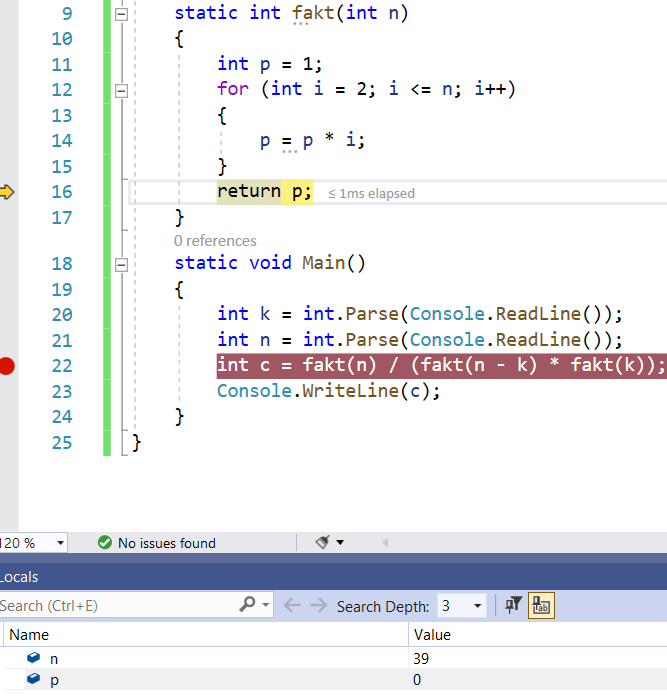 9 static int fakt(int n)
10 {
11 int p = 1;
12 for (int i = 2; i <= n; i++)
13 {
14 p = p * i;
15 }
16 return p; ≤ 1ms elapsed
17 }
0 references
18 static void Main()
19 {
20 int k = int.Parse(Console.ReadLine());
21 int n = int.Parse(Console.ReadLine());
22 int c = fakt(n) / (fakt(n - k) * fakt(k));
23 Console.WriteLine(c);
24 }
25 }
120 % No issues found
Locals
Search (Ctrl+E) Search Depth: 3
Name Value
n 39
p 0